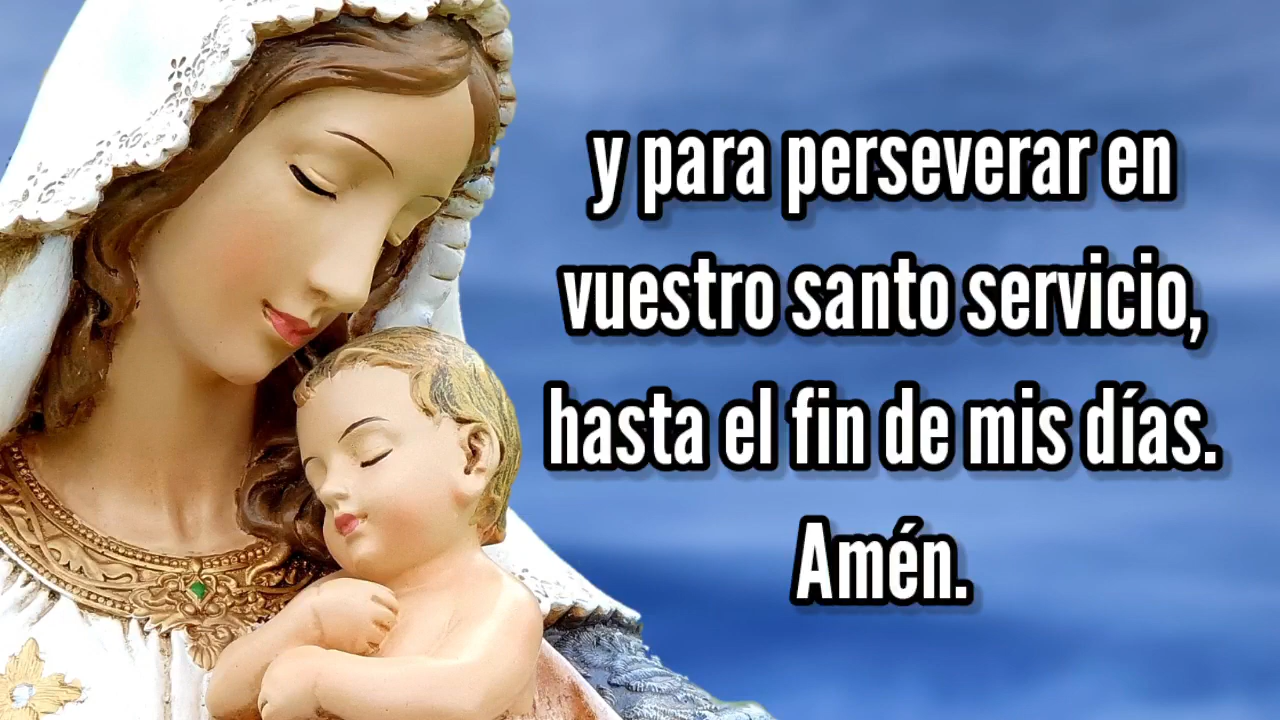 y para perseverar en
vuestro santo servicio,
hasta el fin de mis días.
Amén.